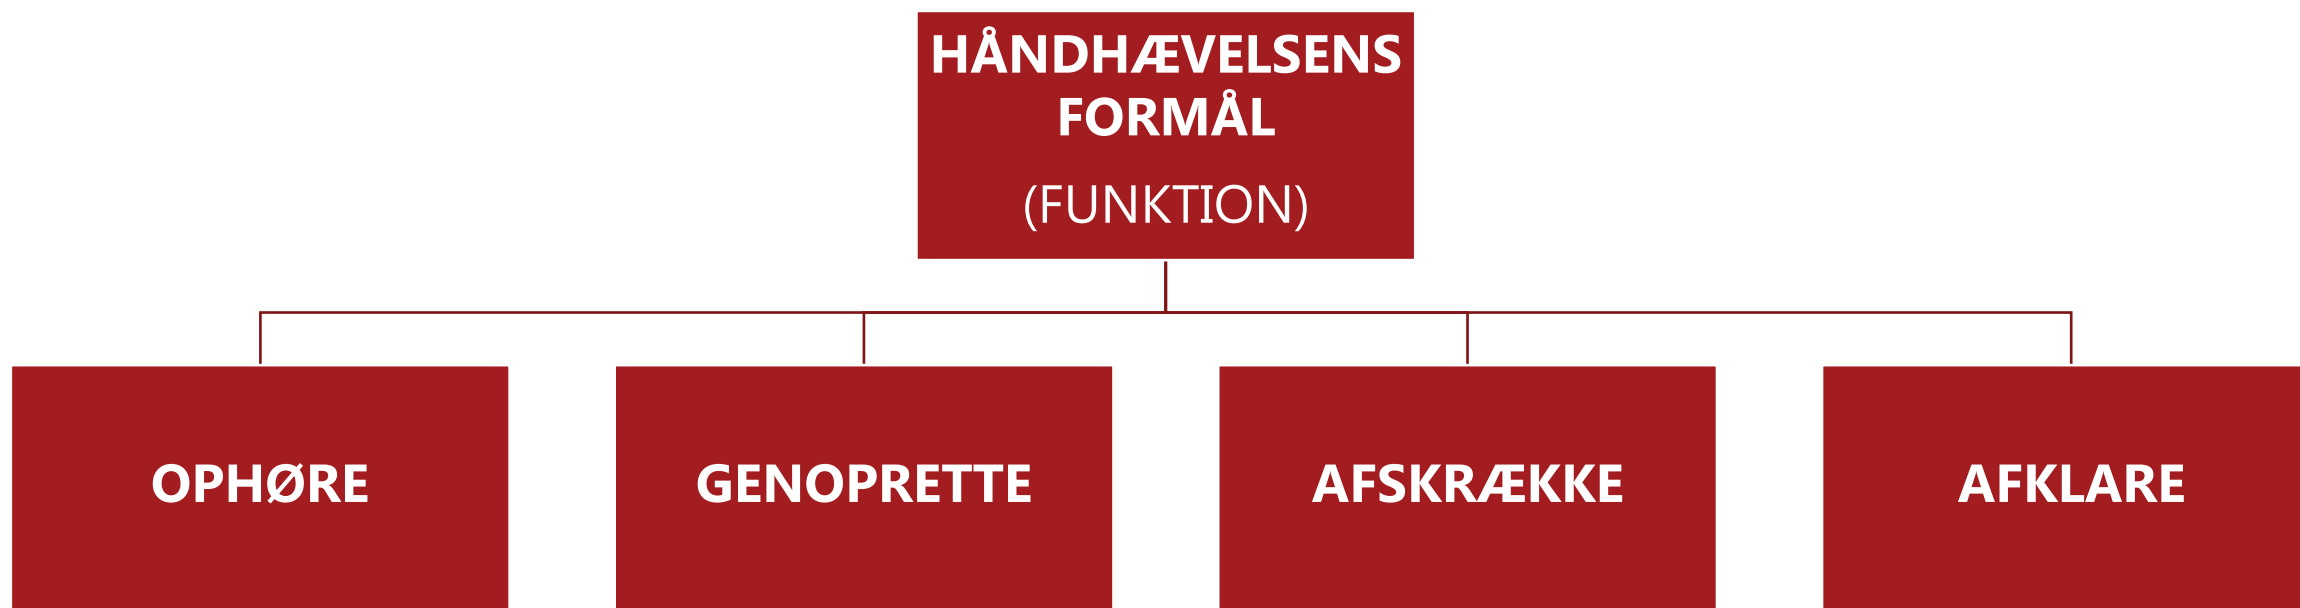 HÅNDHÆVELSENS
FORMÅL
(FUNKTION)
OPHØRE
GENOPRETTE
AFSKRÆKKE
AFKLARE